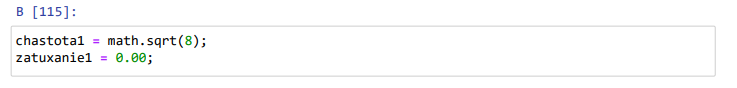 В [115]:
chastota1 = math.sqrt(8);
zatuxanie1 = 0.00;